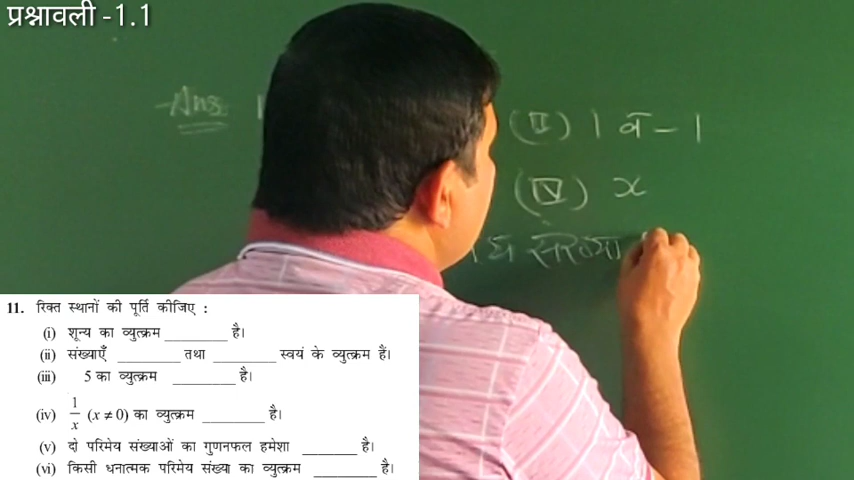 प्रश्नावली -1.1
Ans
(II) 1 व - 1
(IV) x
संख्या
11. रिक्त स्थानों की पूर्ति कीजिए :
(i) शून्य का व्युत्क्रम ________ है।
(ii) संख्याएँ ________ तथा ________ स्वयं के व्युत्क्रम हैं।
(iii) 5 का व्युत्क्रम ________ है।
(iv) 1/x (x ≠ 0) का व्युत्क्रम ________ है।
(v) दो परिमेय संख्याओं का गुणनफल हमेशा _______ है।
(vi) किसी धनात्मक परिमेय संख्या का व्युत्क्रम ________ है।